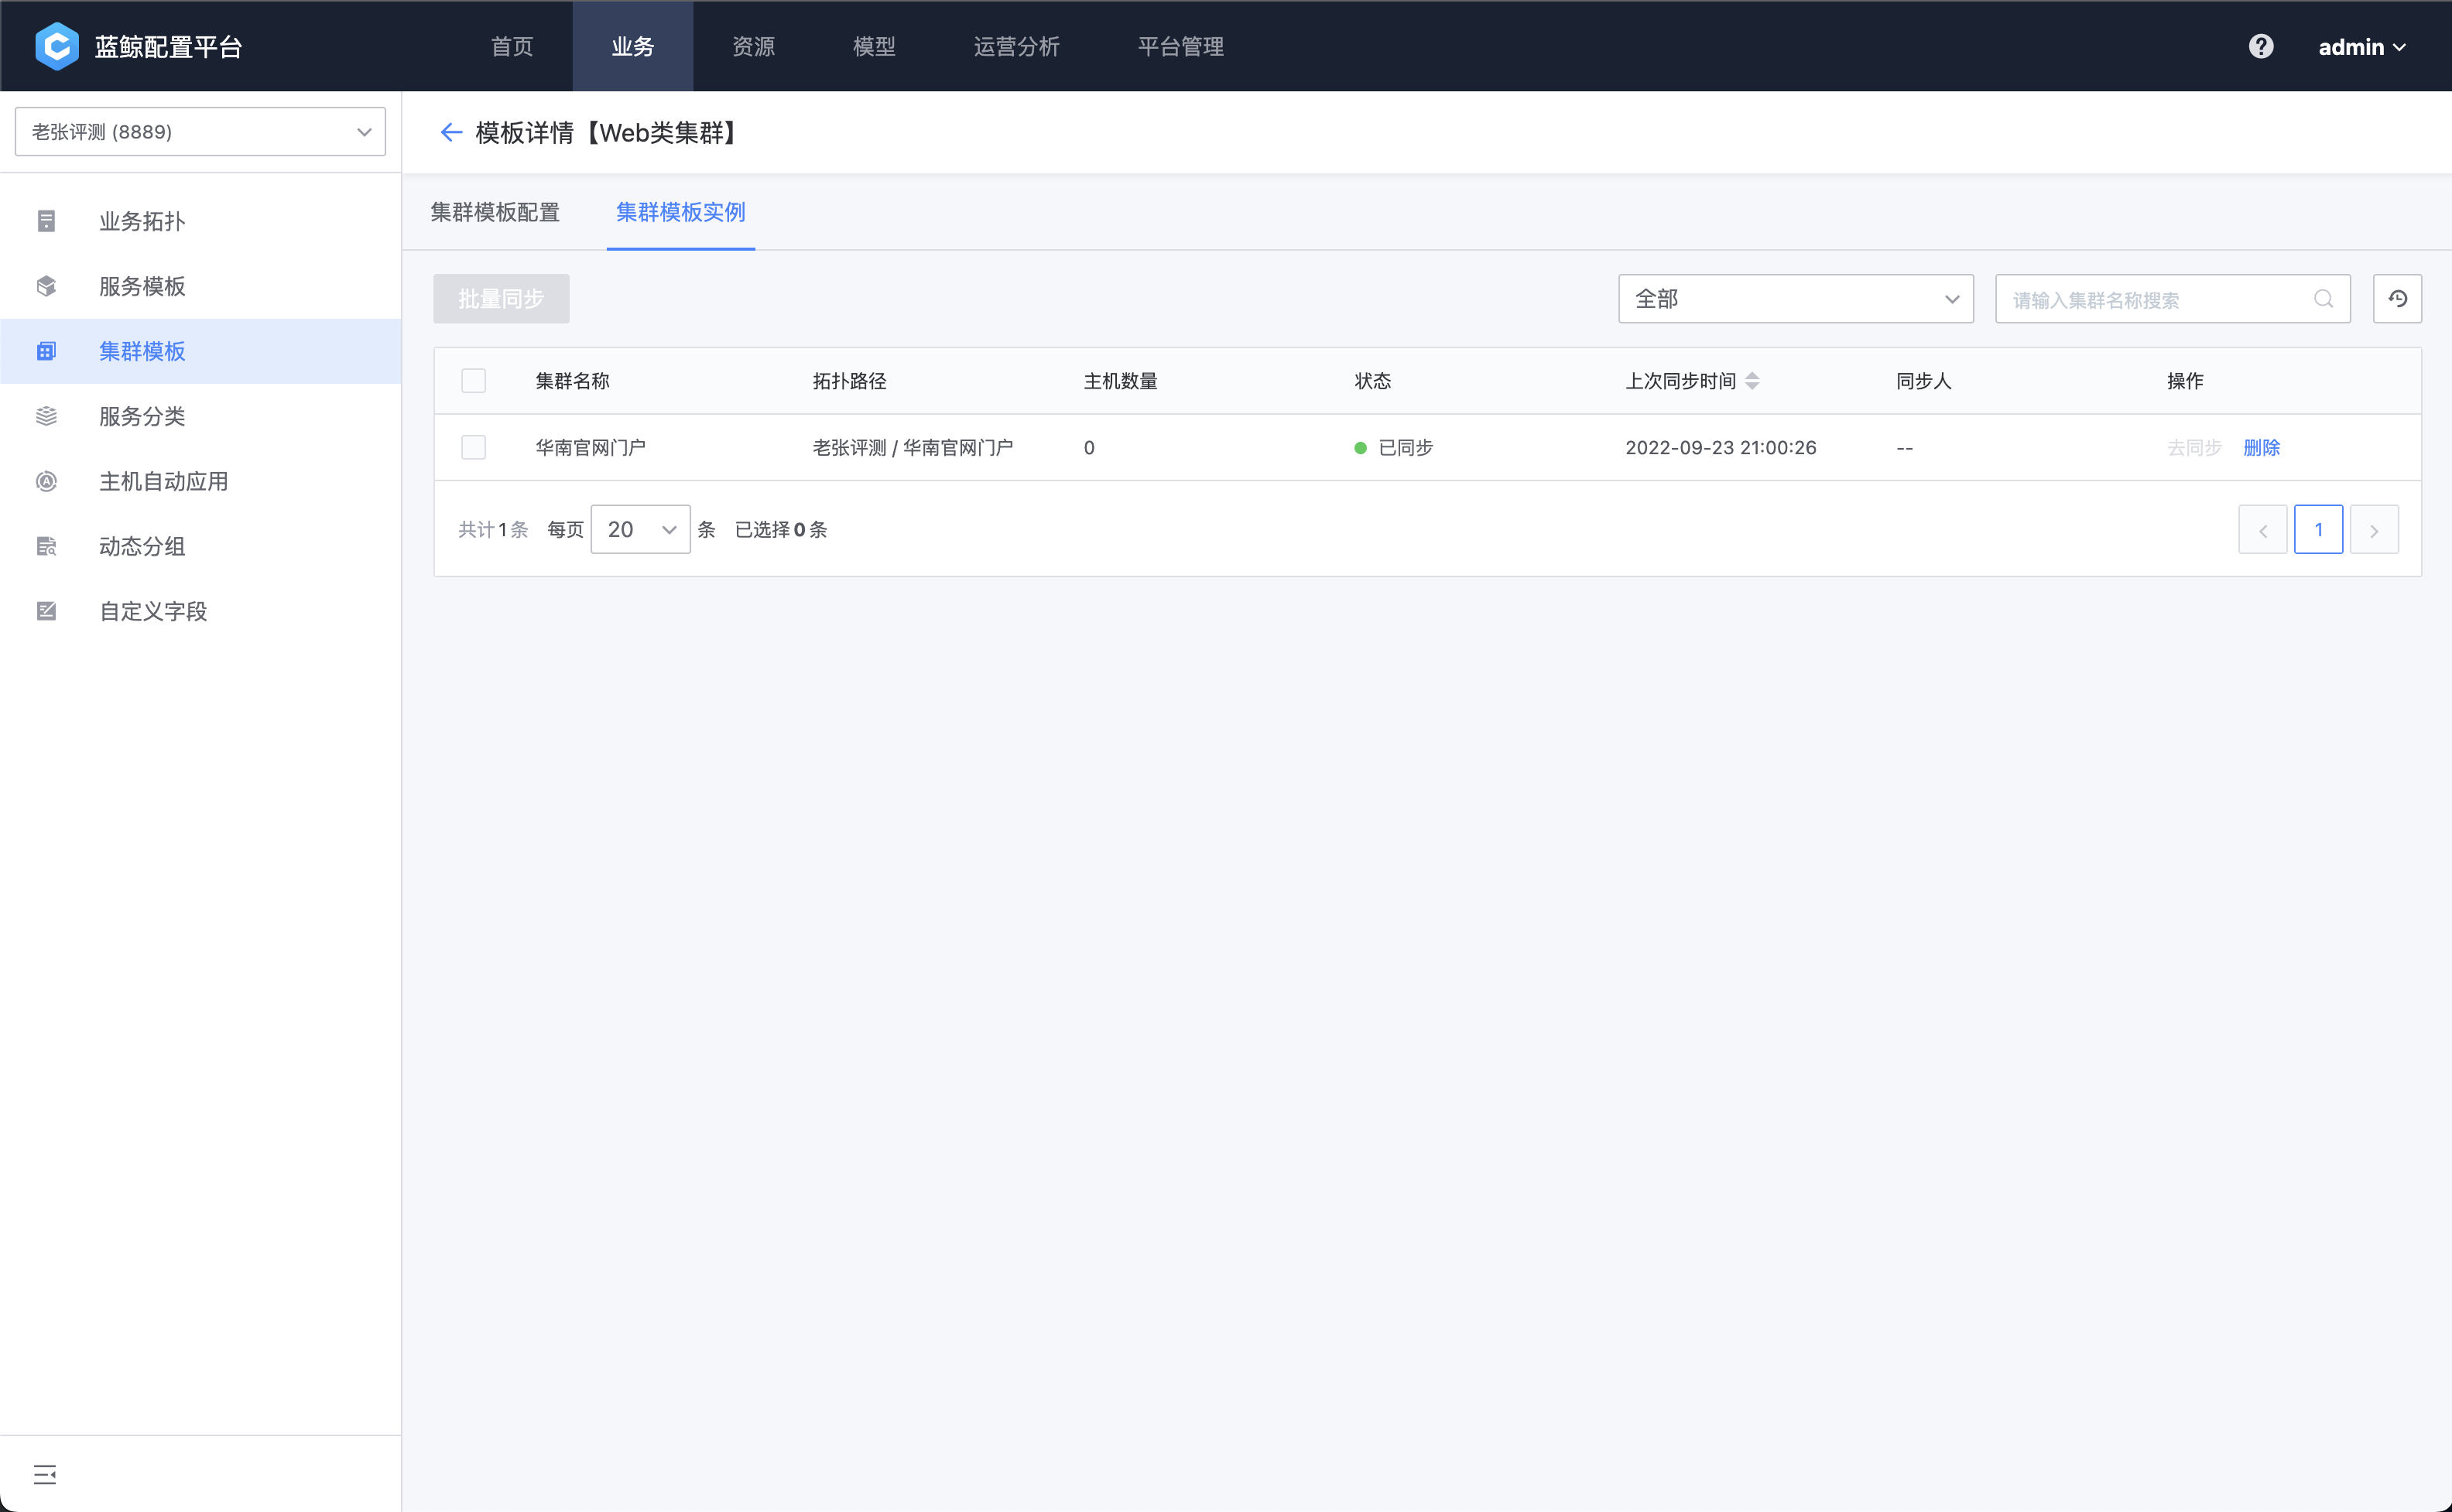 蓝鲸配置平台 首页 业务 资源 模型 运营分析 平台管理 admin
老张评测 (8889)
模板详情【Web类集群】
业务拓扑
服务模板
集群模板
服务分类
主机自动应用
动态分组
自定义字段
集群模板配置 集群模板实例
批量同步 全部 请输入集群名称搜索
集群名称 拓扑路径 主机数量 状态 上次同步时间 同步人 操作
华南官网门户 老张评测 / 华南官网门户 0 已同步 2022-09-23 21:00:26 -- 去同步 删除
共计 1 条 每页 20 条 已选择 0 条 1